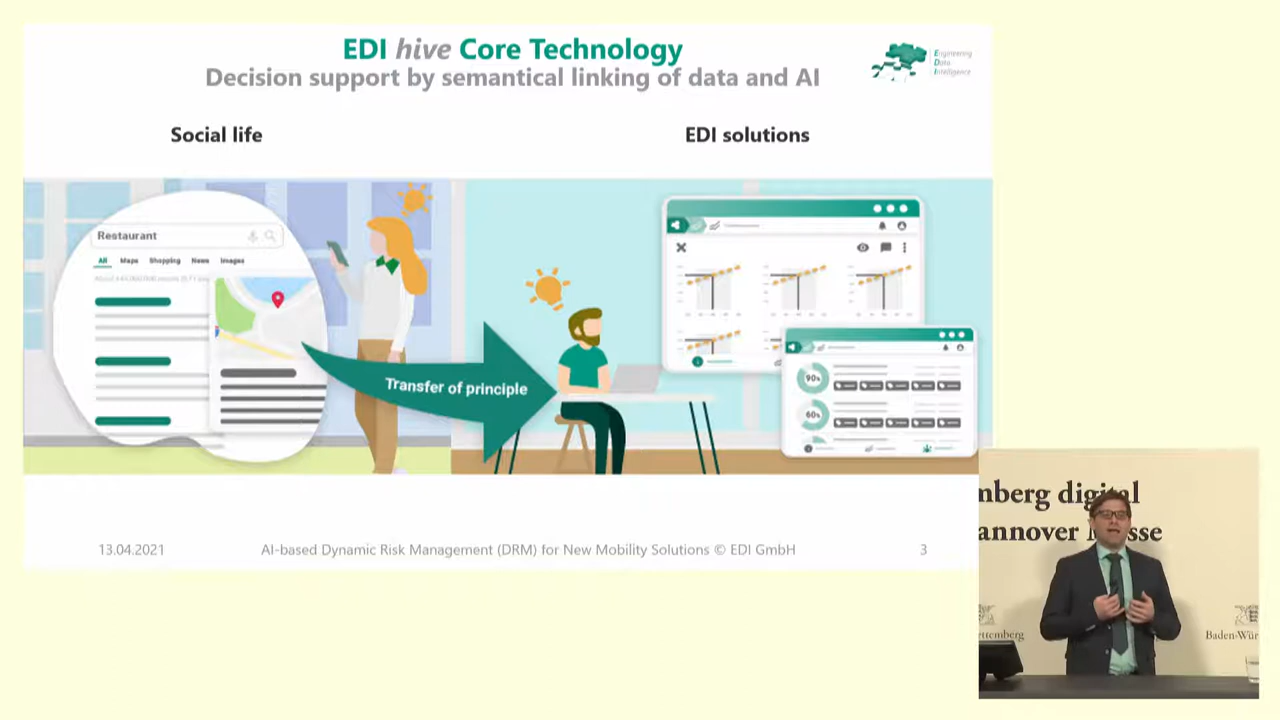 EDI hive Core Technology
Decision support by semantical linking of data and AI
Engineering
Data
Intelligence
Social life
EDI solutions
Restaurant
All Maps Shopping News Images
Transfer of principle
90%
60%
13.04.2021
AI-based Dynamic Risk Management (DRM) for New Mobility Solutions © EDI GmbH
3
mberg digital
annover M sse
rttemberg
Baden-Wür